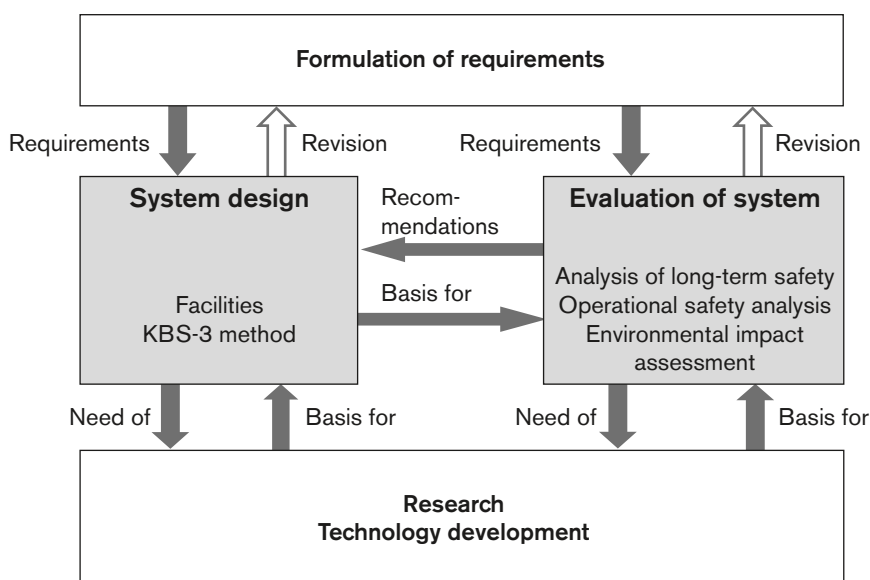 Formulation of requirements
Requirements
Revision
Requirements
Revision
System design
Facilities
KBS-3 method
Recom-
mendations
Basis for
Evaluation of system
Analysis of long-term safety
Operational safety analysis
Environmental impact
assessment
Need of
Basis for
Need of
Basis for
Research
Technology development